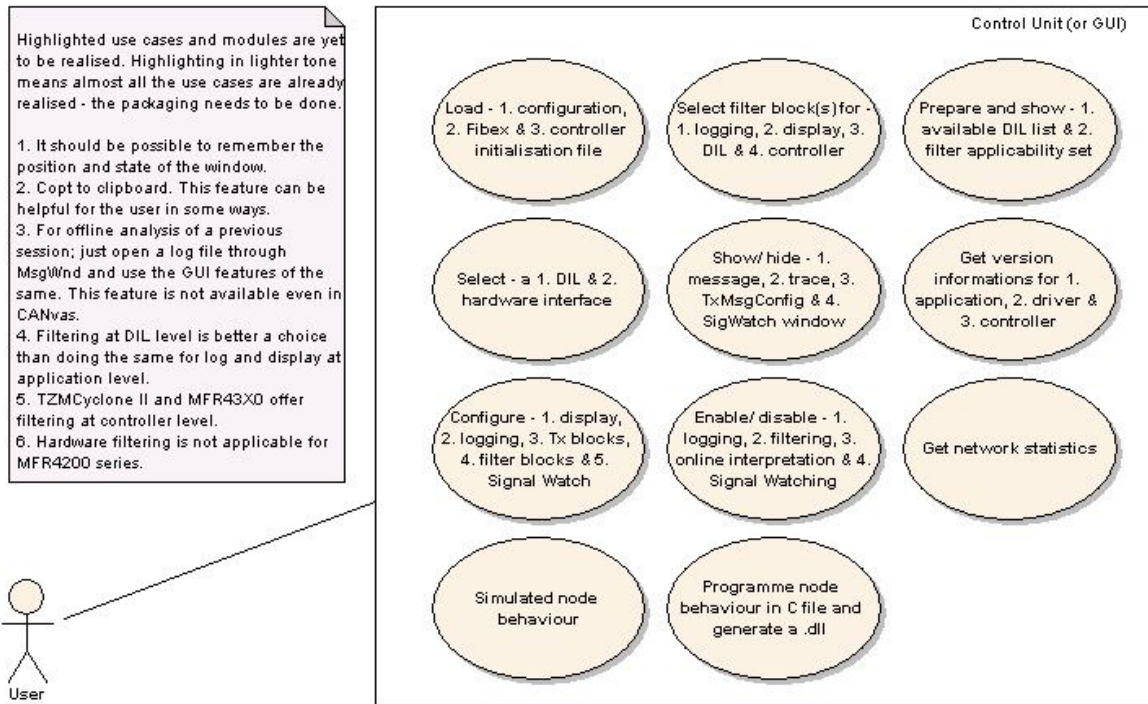 Highlighted use cases and modules are yet
to be realised. Highlighting in lighter tone
means almost all the use cases are already
realised - the packaging needs to be done.
1. It should be possible to remember the
position and state of the window.
2. Copt to clipboard. This feature can be
helpful for the user in some ways.
3. For offline analysis of a previous
session; just open a log file through
MsgWnd and use the GUI features of the
same. This feature is not available even in
CANvas.
4. Filtering at DIL level is better a choice
than doing the same for log and display at
application level.
5. TZMCyclone II and MFR43X0 offer
filtering at controller level.
6. Hardware filtering is not applicable for
MFR4200 series.
User
Control Unit (or GUI)
Load - 1. configuration,
2. Fibex & 3. controller
initialisation file
Select filter block(s) for -
1. logging, 2. display, 3.
DIL & 4. controller
Prepare and show - 1.
available DIL list & 2.
filter applicability set
Select - a 1. DIL & 2.
hardware interface
Show/ hide - 1.
message, 2. trace, 3.
TxMsgConfig & 4.
SigWatch window
Get version
informations for 1.
application, 2. driver &
3. controller
Configure - 1. display,
2. logging, 3. Tx blocks,
4. filter blocks & 5.
Signal Watch
Enable/ disable - 1.
logging, 2. filtering, 3.
online interpretation & 4.
Signal Watching
Get network statistics
Simulated node
behaviour
Programme node
behaviour in C file and
generate a .dll